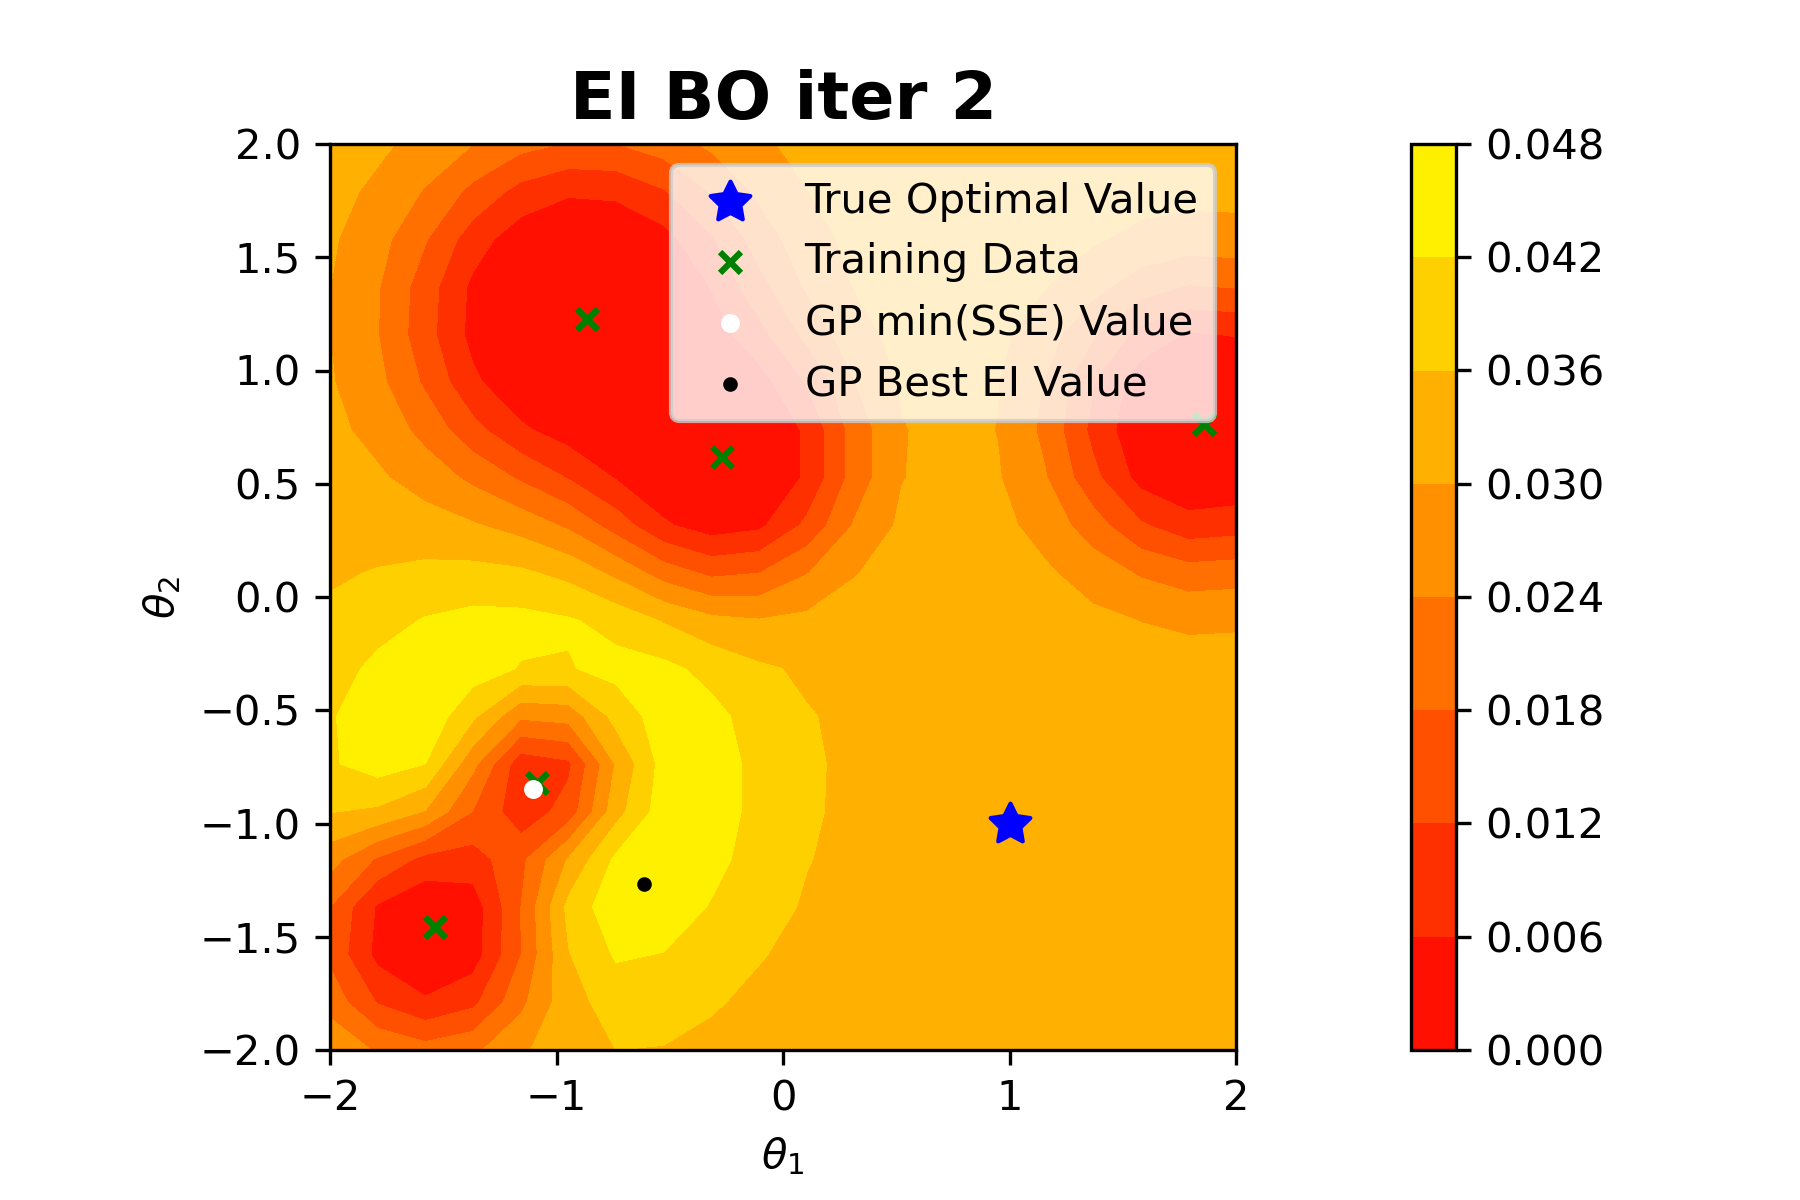 EI BO iter 2
True Optimal Value
Training Data
GP min(SSE) Value
GP Best EI Value
2.0
1.5
1.0
0.5
0.0
−0.5
−1.0
−1.5
−2.0
θ₂
−2 −1 0 1 2
θ₁
0.048
0.042
0.036
0.030
0.024
0.018
0.012
0.006
0.000